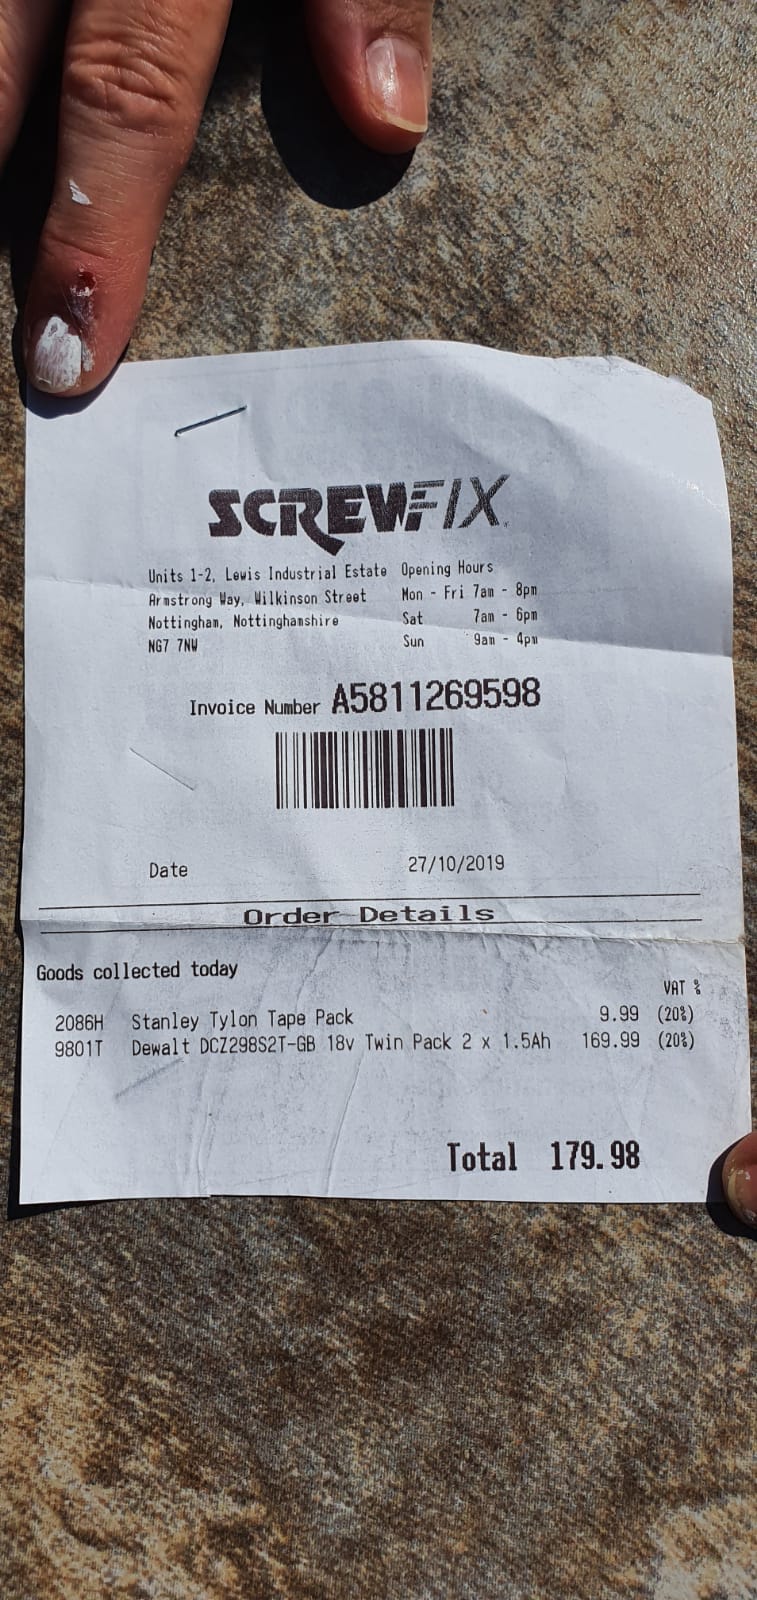 SCREWFIX
Units 1-2, Lewis Industrial Estate Opening Hours
Armstrong Way, Wilkinson Street Mon - Fri 7am - 8pm
Nottingham, Nottinghamshire Sat 7am - 6pm
NG7 7NW Sun 9am - 4pm
Invoice Number A5811269598
Date 27/10/2019
Order Details
Goods collected today
VAT %
2086H Stanley Tylon Tape Pack 9.99 (20%)
9801T Dewalt DCZ298S2T-GB 18v Twin Pack 2 x 1.5Ah 169.99 (20%)
Total 179.98